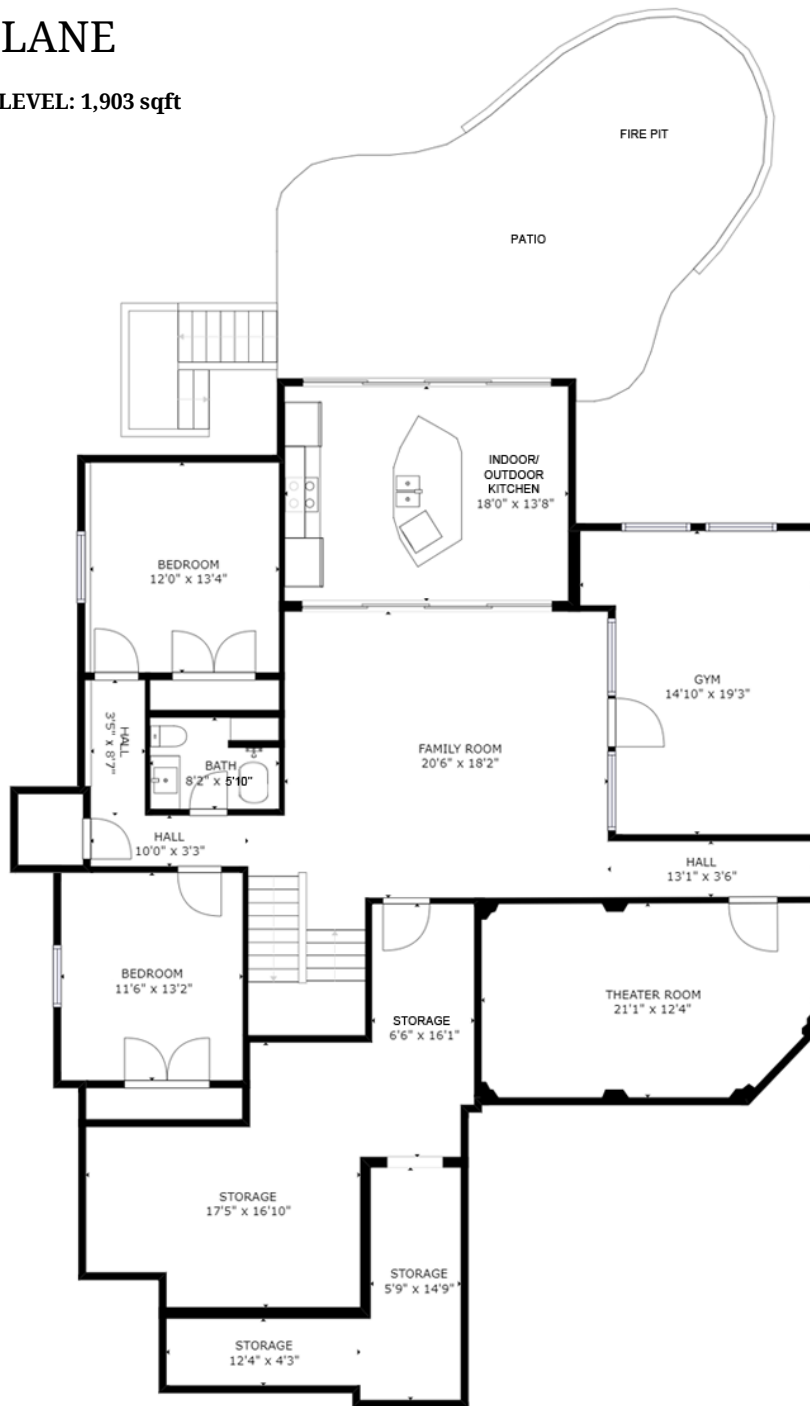 LANE
LEVEL: 1,903 sqft
FIRE PIT
PATIO
INDOOR/
OUTDOOR
KITCHEN
18'0" x 13'8"
BEDROOM
12'0" x 13'4"
GYM
14'10" x 19'3"
HALL
3'5" x 8'7"
FAMILY ROOM
20'6" x 18'2"
BATH
8'2" x 5'10"
HALL
10'0" x 3'3"
HALL
13'1" x 3'6"
BEDROOM
11'6" x 13'2"
THEATER ROOM
21'1" x 12'4"
STORAGE
6'6" x 16'1"
STORAGE
17'5" x 16'10"
STORAGE
5'9" x 14'9"
STORAGE
12'4" x 4'3"